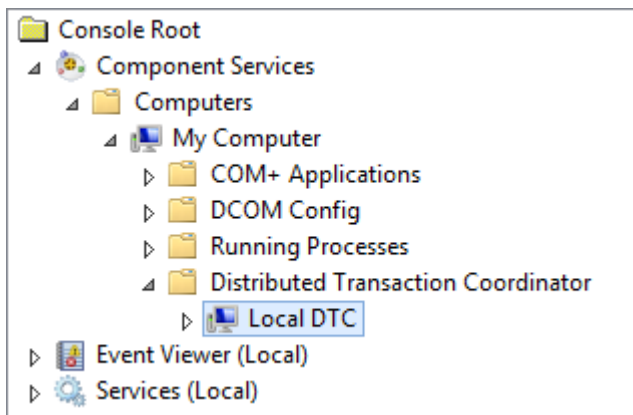 Console Root
Component Services
Computers
My Computer
COM+ Applications
DCOM Config
Running Processes
Distributed Transaction Coordinator
Local DTC
Event Viewer (Local)
Services (Local)